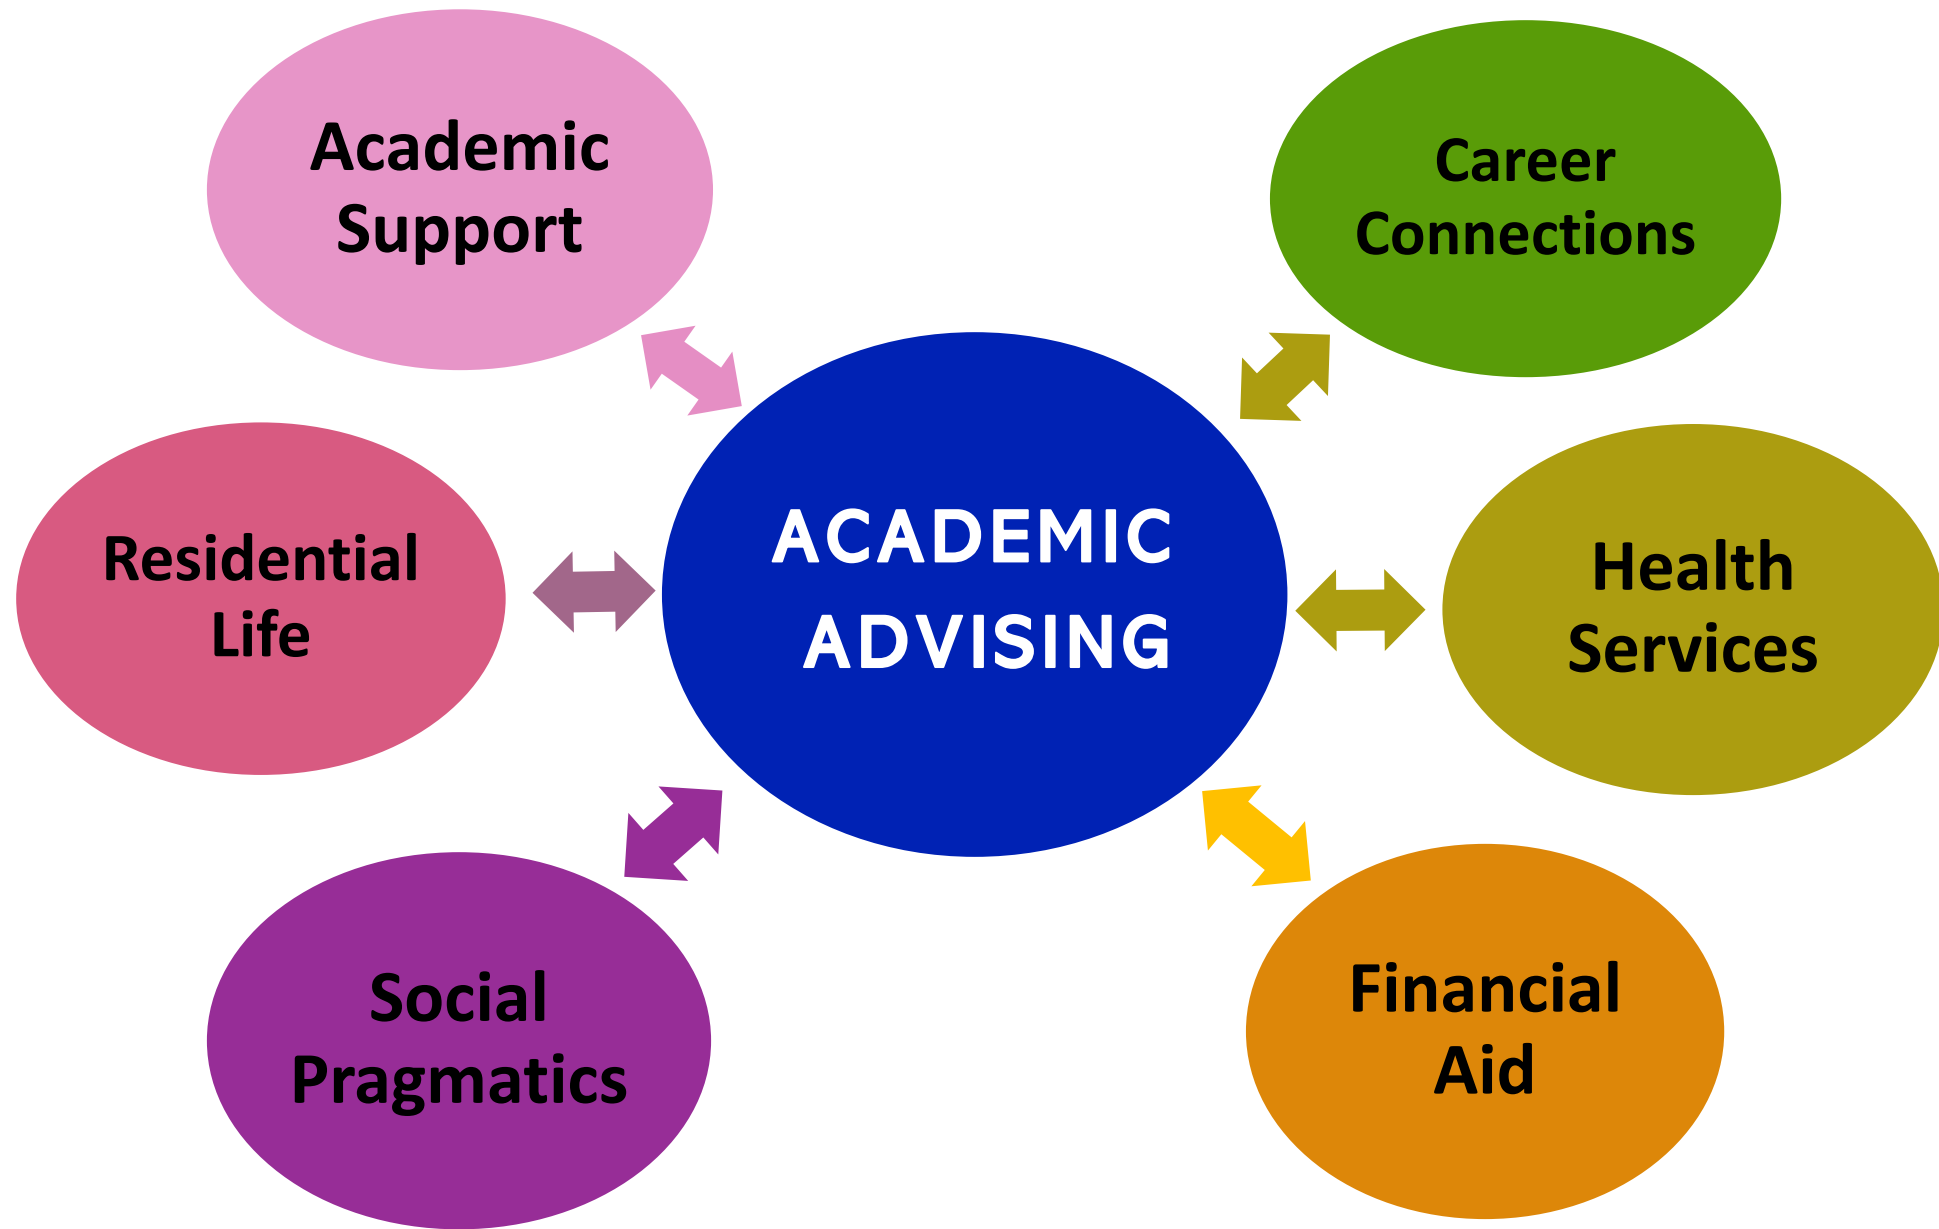 Academic
Support
Career
Connections
ACADEMIC
ADVISING
Residential
Life
Health
Services
Social
Pragmatics
Financial
Aid